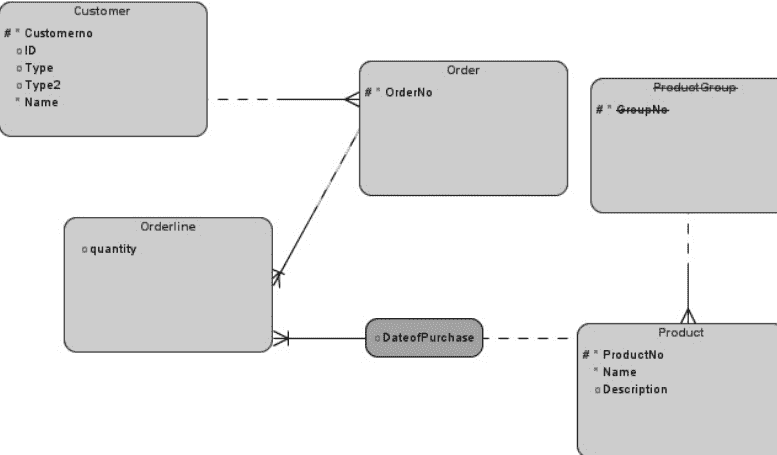 Customer
# * Customerno
¤ ID
¤ Type
¤ Type2
* Name
Order
# * OrderNo
ProductGroup
# * GroupNo
Orderline
¤ quantity
¤ DateofPurchase
Product
# * ProductNo
* Name
¤ Description